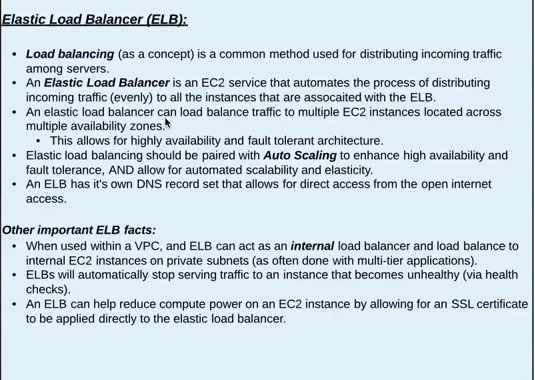 Elastic Load Balancer (ELB):
• Load balancing (as a concept) is a common method used for distributing incoming traffic
among servers.
• An Elastic Load Balancer is an EC2 service that automates the process of distributing
incoming traffic (evenly) to all the instances that are assocaited with the ELB.
• An elastic load balancer can load balance traffic to multiple EC2 instances located across
multiple availability zones.
• This allows for highly availability and fault tolerant architecture.
• Elastic load balancing should be paired with Auto Scaling to enhance high availability and
fault tolerance, AND allow for automated scalability and elasticity.
• An ELB has it's own DNS record set that allows for direct access from the open internet
access.
Other important ELB facts:
• When used within a VPC, and ELB can act as an internal load balancer and load balance to
internal EC2 instances on private subnets (as often done with multi-tier applications).
• ELBs will automatically stop serving traffic to an instance that becomes unhealthy (via health
checks).
• An ELB can help reduce compute power on an EC2 instance by allowing for an SSL certificate
to be applied directly to the elastic load balancer.